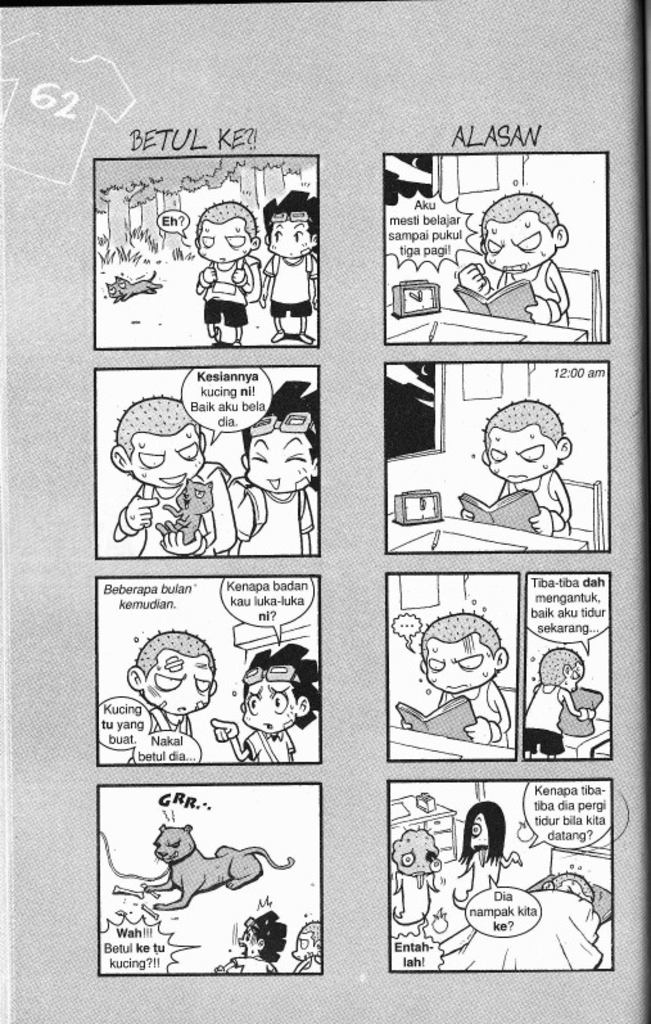 62
BETUL KE?!
Eh?
Kesiannya
kucing ni!
Baik aku bela
dia.
Beberapa bulan
kemudian.
Kenapa badan
kau luka-luka
ni?
Kucing
tu yang
buat.
Nakal
betul dia...
GRR...
Wah!!!
Betul ke tu
kucing?!!
ALASAN
Aku
mesti belajar
sampai pukul
tiga pagi!
12:00 am
....
Tiba-tiba dah
mengantuk,
baik aku tidur
sekarang...
Kenapa tiba-
tiba dia pergi
tidur bila kita
datang?
Dia
nampak kita
ke?
Entah-
lah!